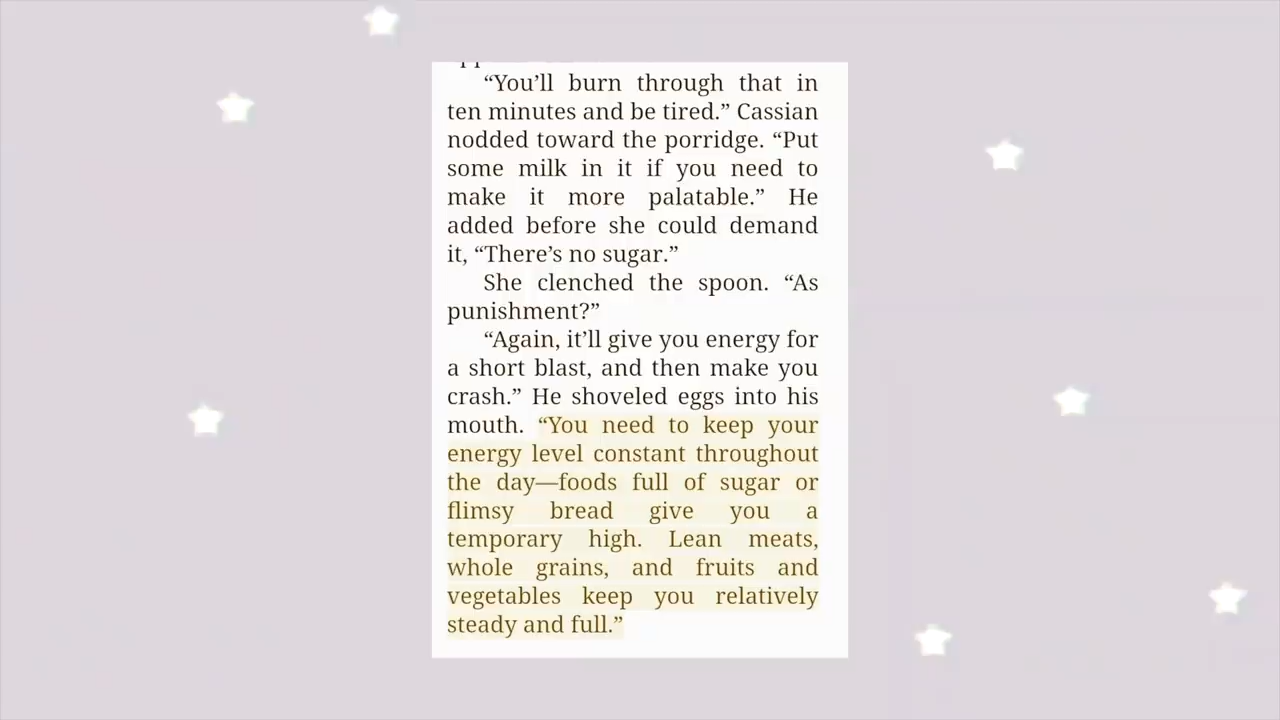 “You’ll burn through that in
ten minutes and be tired.” Cassian
nodded toward the porridge. “Put
some milk in it if you need to
make it more palatable.” He
added before she could demand
it, “There’s no sugar.”
She clenched the spoon. “As
punishment?”
“Again, it’ll give you energy for
a short blast, and then make you
crash.” He shoveled eggs into his
mouth. “You need to keep your
energy level constant throughout
the day—foods full of sugar or
flimsy bread give you a
temporary high. Lean meats,
whole grains, and fruits and
vegetables keep you relatively
steady and full.”